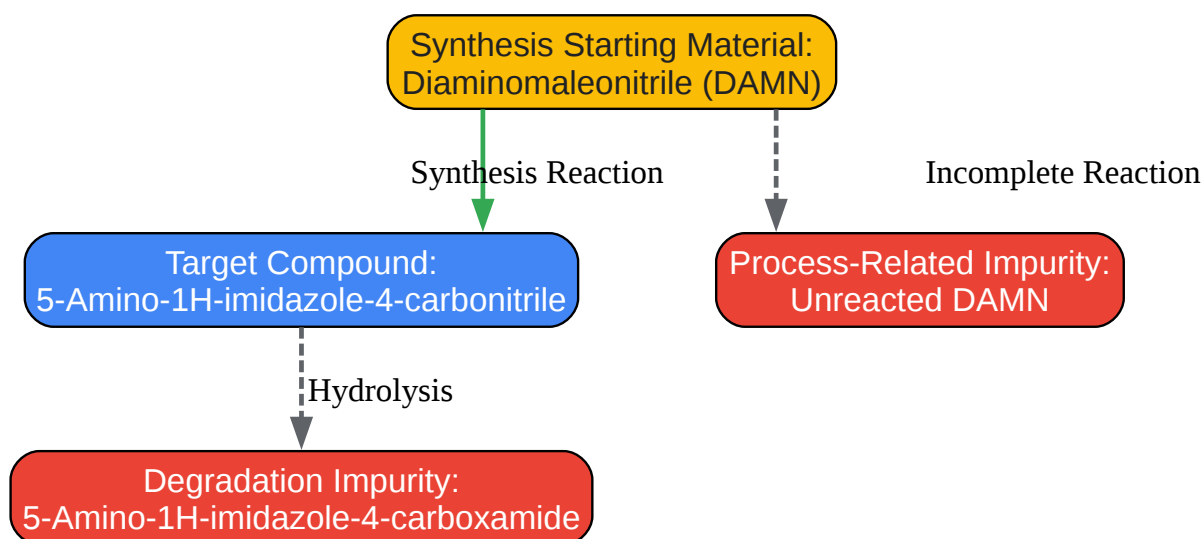 Synthesis Starting Material:
Diaminomaleonitrile (DAMN)
Synthesis Reaction
Incomplete Reaction
Target Compound:
5-Amino-1H-imidazole-4-carbonitrile
Process-Related Impurity:
Unreacted DAMN
Hydrolysis
Degradation Impurity:
5-Amino-1H-imidazole-4-carboxamide